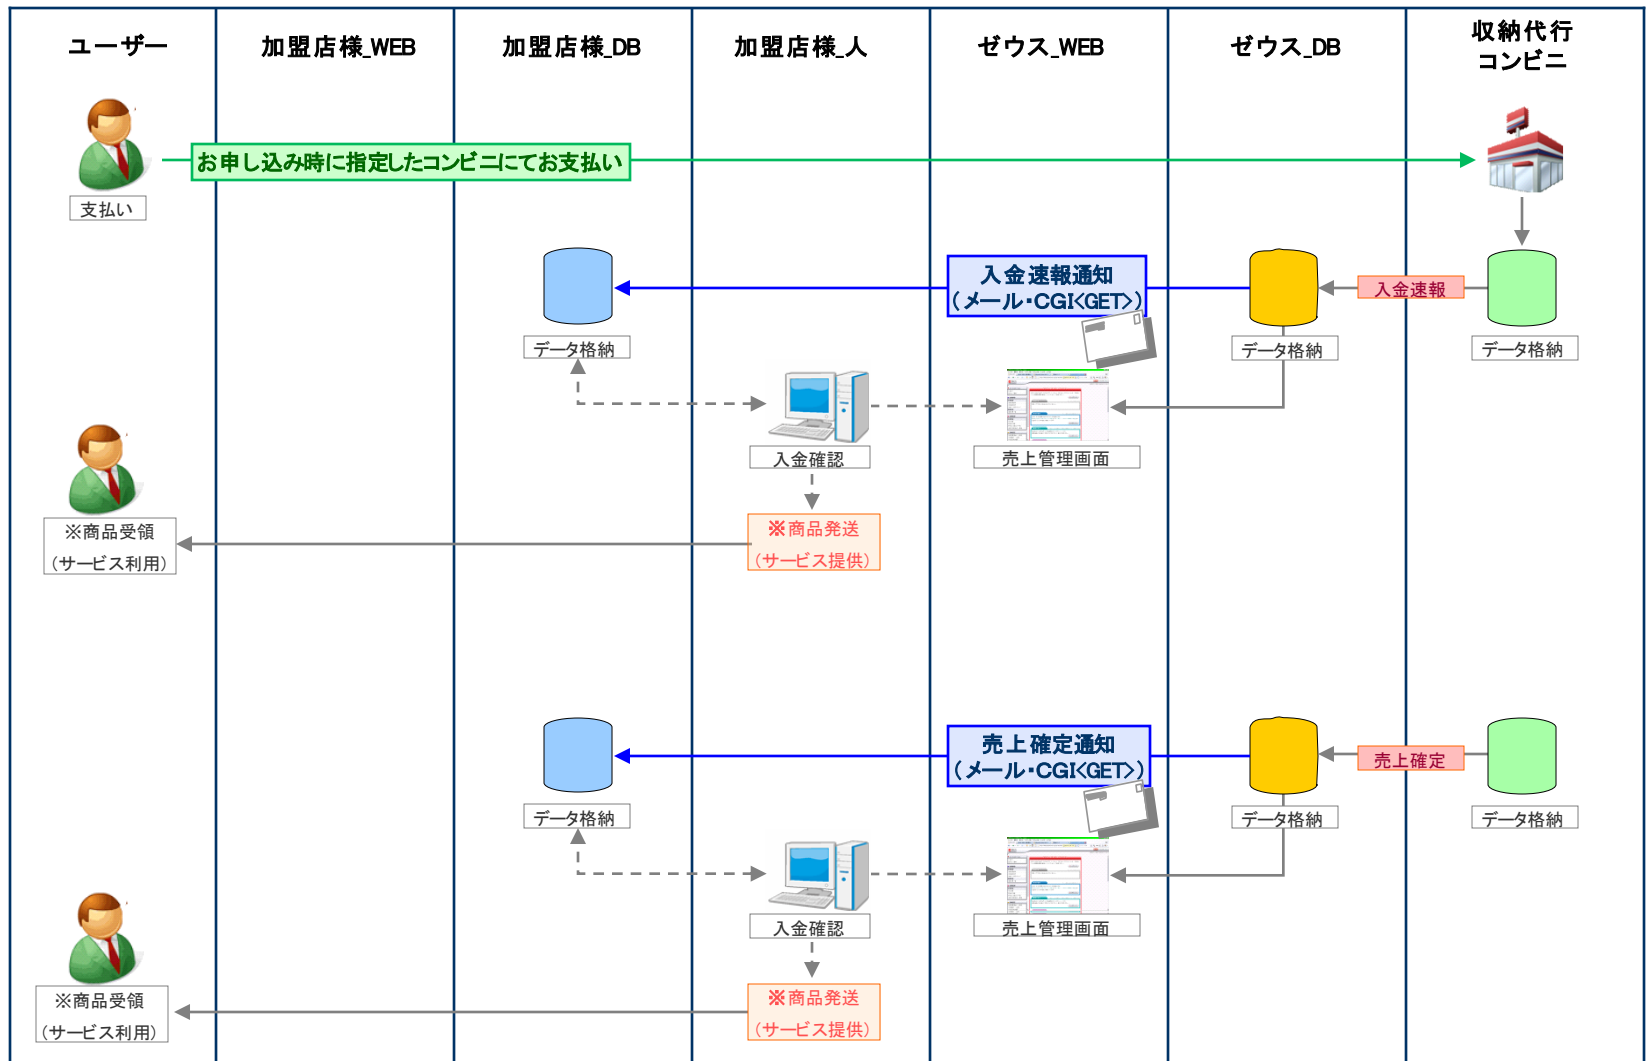 ユーザー
加盟店様_WEB
加盟店様_DB
加盟店様_人
ゼウス_WEB
ゼウス_DB
収納代行
コンビニ
お申し込み時に指定したコンビニにてお支払い
支払い
入金速報通知
(メール・CGI<GET>)
入金速報
データ格納
データ格納
データ格納
入金確認
売上管理画面
※商品受領
(サービス利用)
※商品発送
(サービス提供)
売上確定通知
(メール・CGI<GET>)
売上確定
データ格納
データ格納
データ格納
入金確認
売上管理画面
※商品受領
(サービス利用)
※商品発送
(サービス提供)